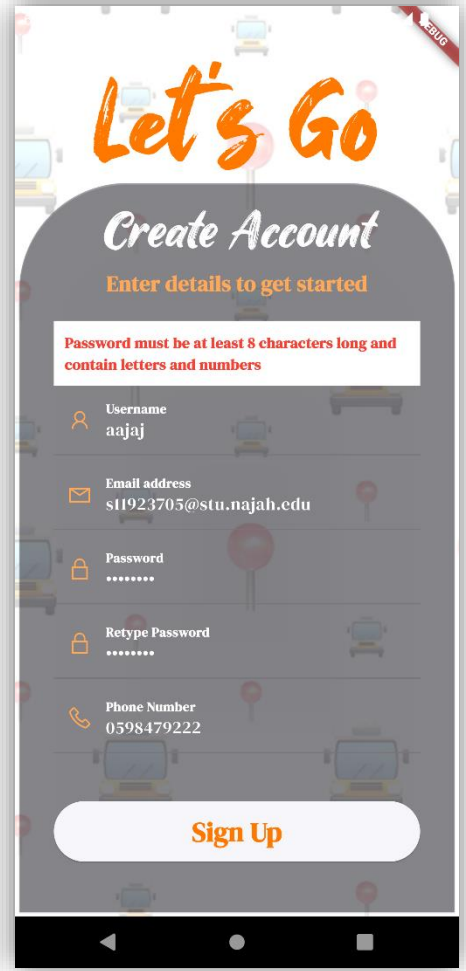 DEBUG
Let's Go
Create Account
Enter details to get started
Password must be at least 8 characters long and
contain letters and numbers
Username
aajaj
Email address
s11923705@stu.najah.edu
Password
••••••••
Retype Password
••••••••
Phone Number
0598479222
Sign Up